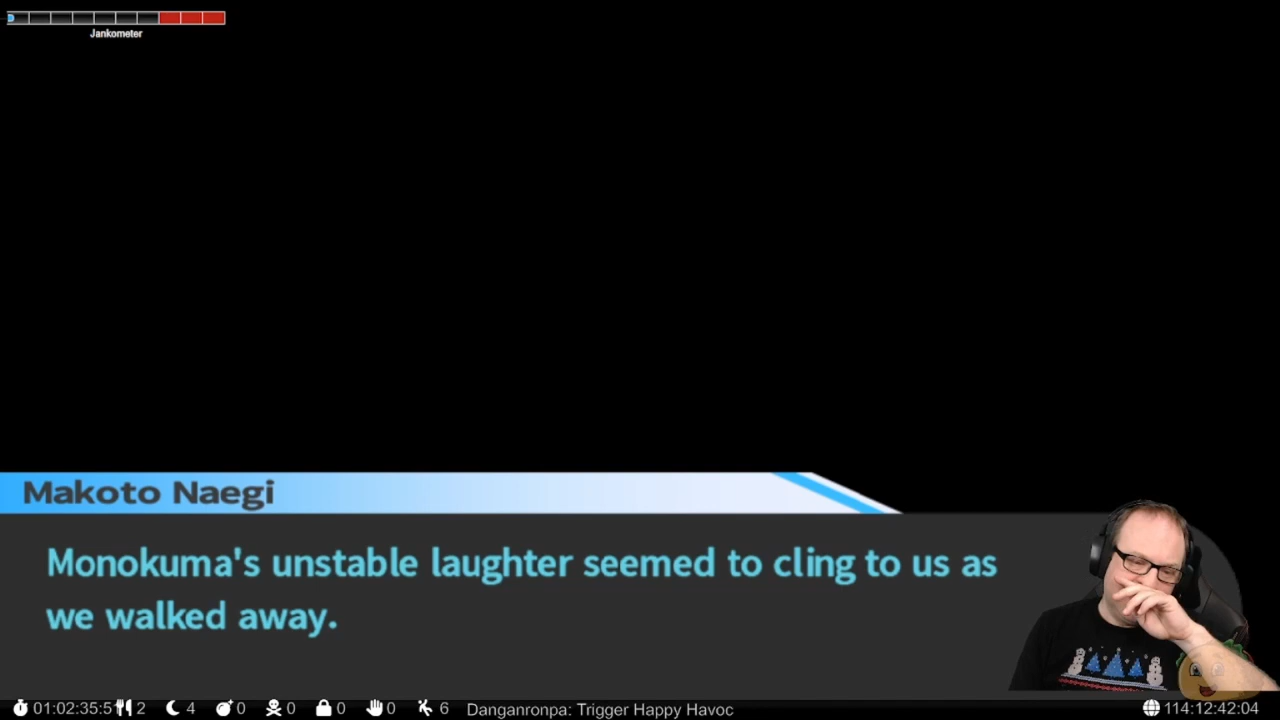 Jankometer
Makoto Naegi
Monokuma's unstable laughter seemed to cling to us as
we walked away.
01:02:35:51 2 4 0 0 0 0 6 Danganronpa: Trigger Happy Havoc 114:12:42:04